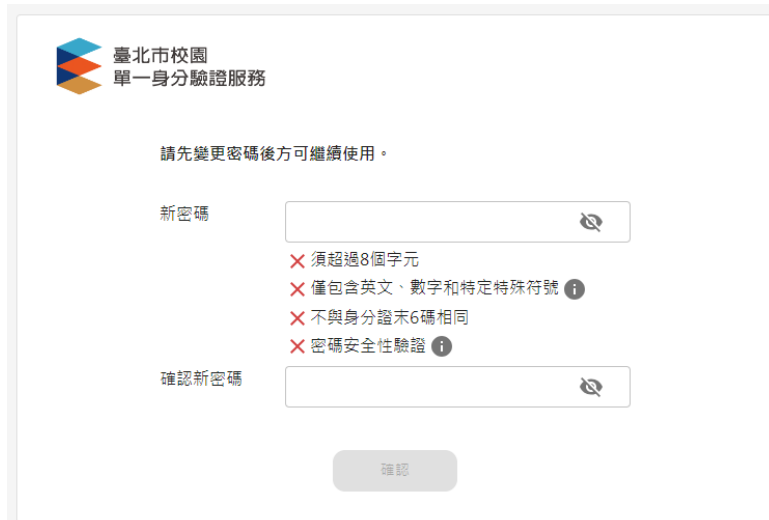 臺北市校園
單一身分驗證服務
請先變更密碼後方可繼續使用。
新密碼
須超過8個字元
僅包含英文、數字和特定特殊符號
不與身分證末6碼相同
密碼安全性驗證
確認新密碼
確認